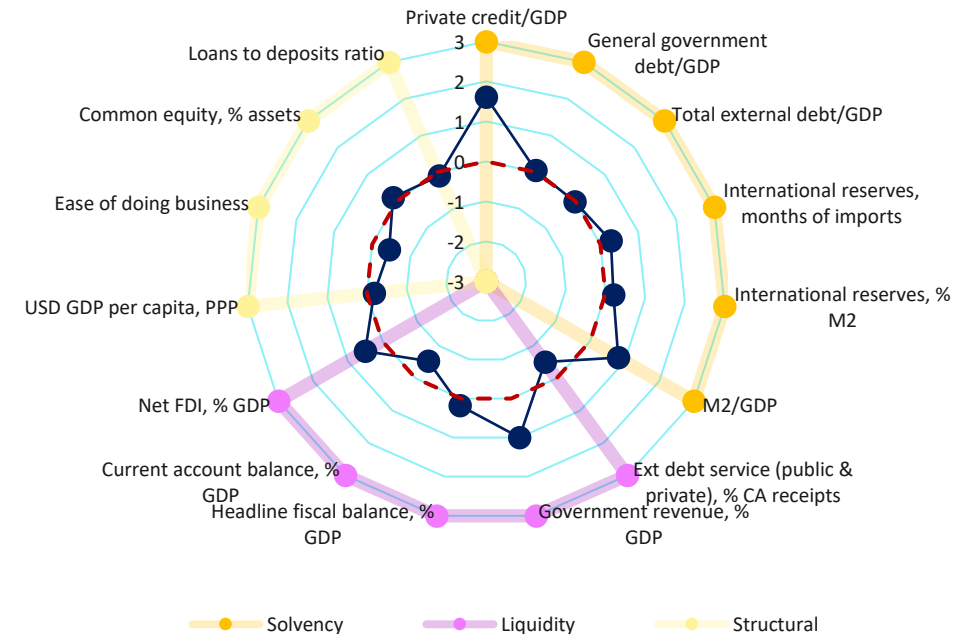 Private credit/GDP
General government
debt/GDP
Total external debt/GDP
International reserves,
months of imports
International reserves, %
M2
M2/GDP
Ext debt service (public &
private), % CA receipts
Government revenue, %
GDP
Headline fiscal balance, %
GDP
Current account balance, %
GDP
Net FDI, % GDP
USD GDP per capita, PPP
Ease of doing business
Common equity, % assets
Loans to deposits ratio
3
2
1
0
-1
-2
-3
Solvency
Liquidity
Structural